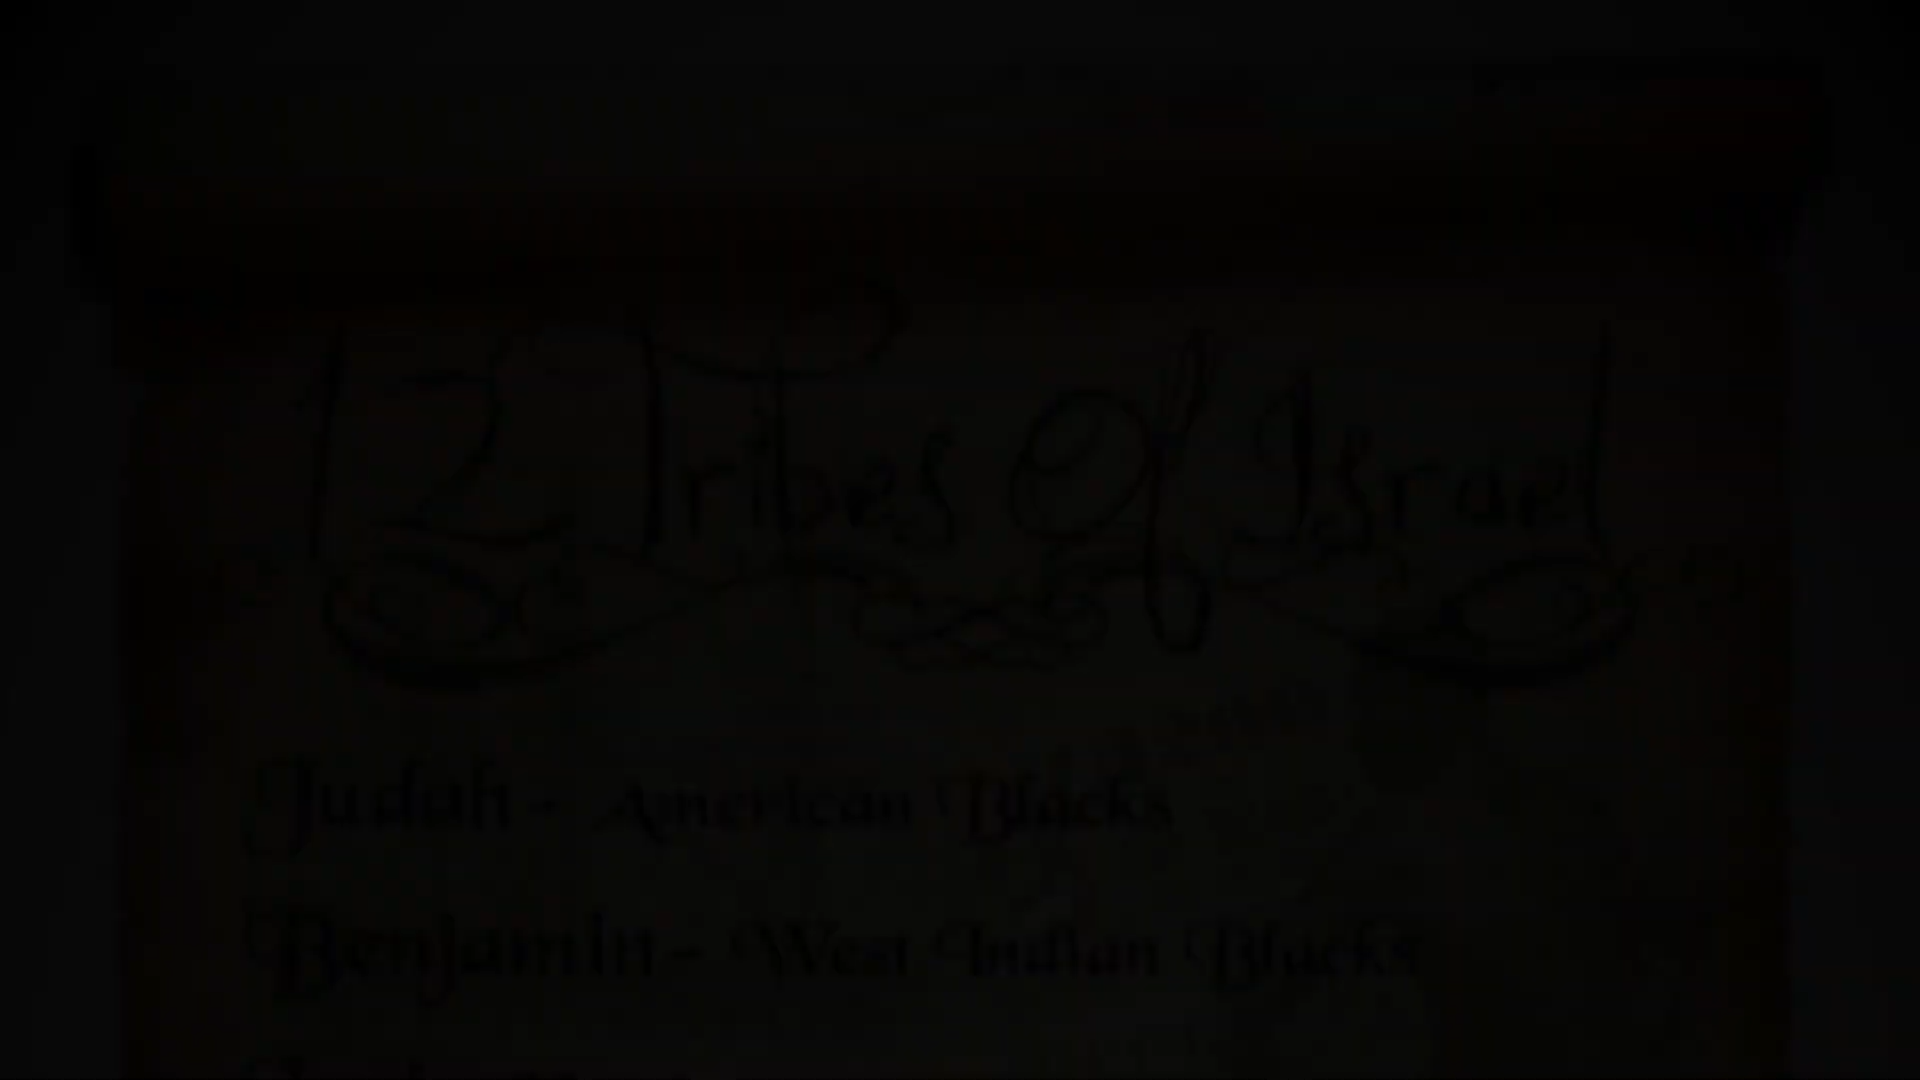 12 Tribes Of Israel
Judah - American Blacks
Benjamin - West Indian Blacks